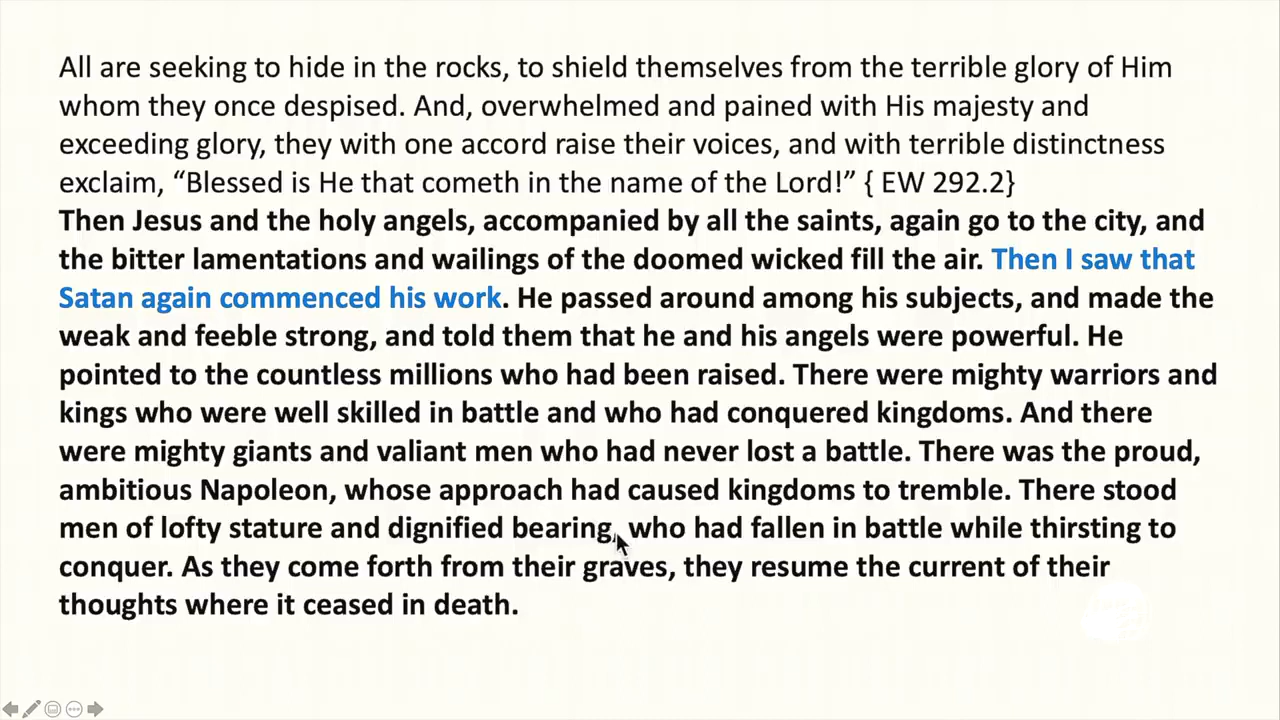 All are seeking to hide in the rocks, to shield themselves from the terrible glory of Him
whom they once despised. And, overwhelmed and pained with His majesty and
exceeding glory, they with one accord raise their voices, and with terrible distinctness
exclaim, “Blessed is He that cometh in the name of the Lord!” { EW 292.2}
Then Jesus and the holy angels, accompanied by all the saints, again go to the city, and
the bitter lamentations and wailings of the doomed wicked fill the air. Then I saw that
Satan again commenced his work. He passed around among his subjects, and made the
weak and feeble strong, and told them that he and his angels were powerful. He
pointed to the countless millions who had been raised. There were mighty warriors and
kings who were well skilled in battle and who had conquered kingdoms. And there
were mighty giants and valiant men who had never lost a battle. There was the proud,
ambitious Napoleon, whose approach had caused kingdoms to tremble. There stood
men of lofty stature and dignified bearing, who had fallen in battle while thirsting to
conquer. As they come forth from their graves, they resume the current of their
thoughts where it ceased in death.